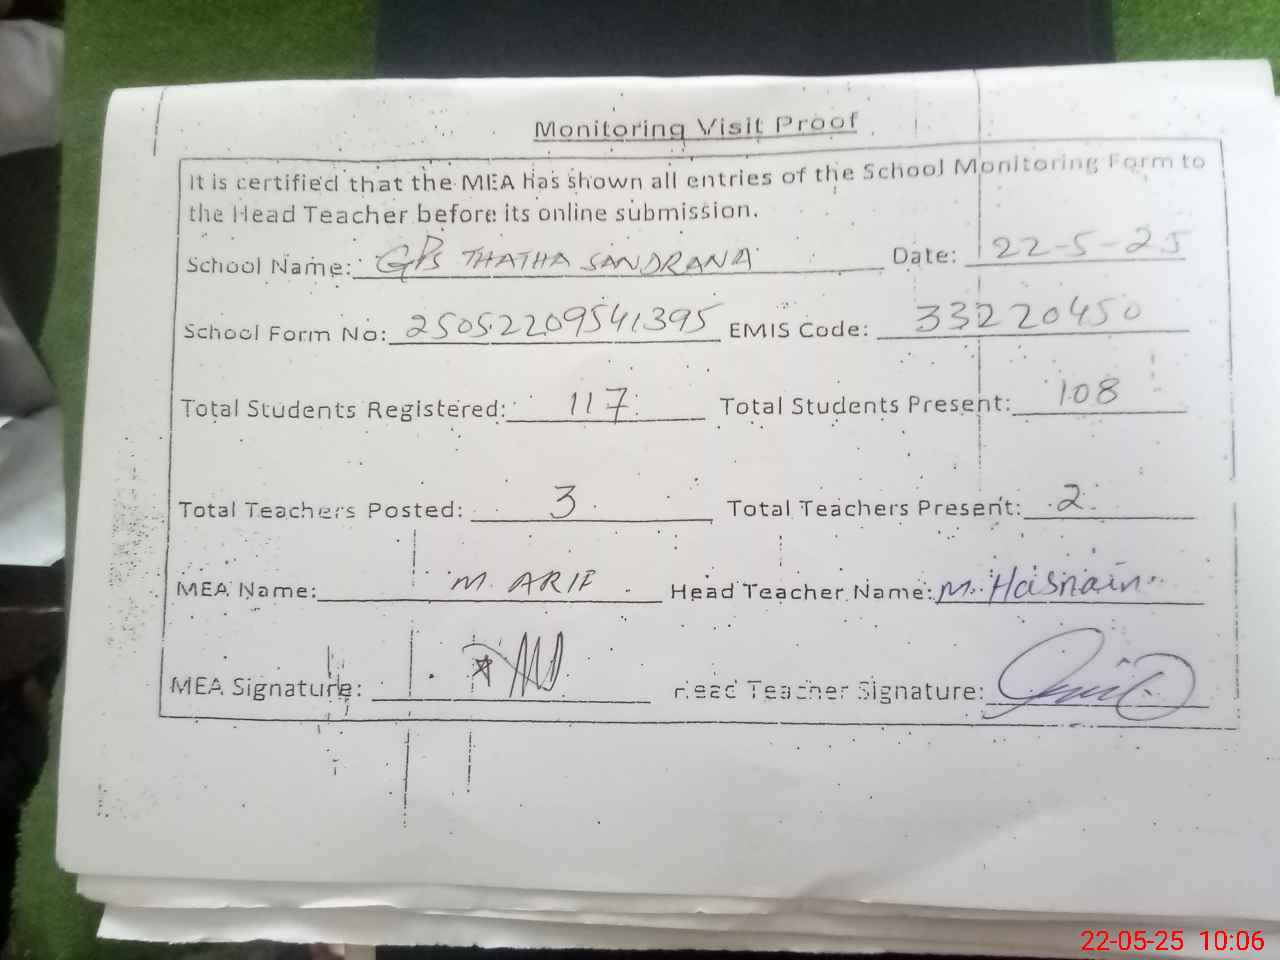 Monitoring Visit Proof
It is certified that the MEA has shown all entries of the School Monitoring Form to
the Head Teacher before its online submission.
School Name: GPS THATHA SANDRANA Date: 22-5-25
School Form No: 25052209541395 EMIS Code: 33220450
Total Students Registered: 117 Total Students Present: 108
Total Teachers Posted: 3 Total Teachers Present: 2
MEA Name: M. ARIF Head Teacher Name: M. Hasnain
MEA Signature: Head Teacher Signature:
22-05-25 10:06